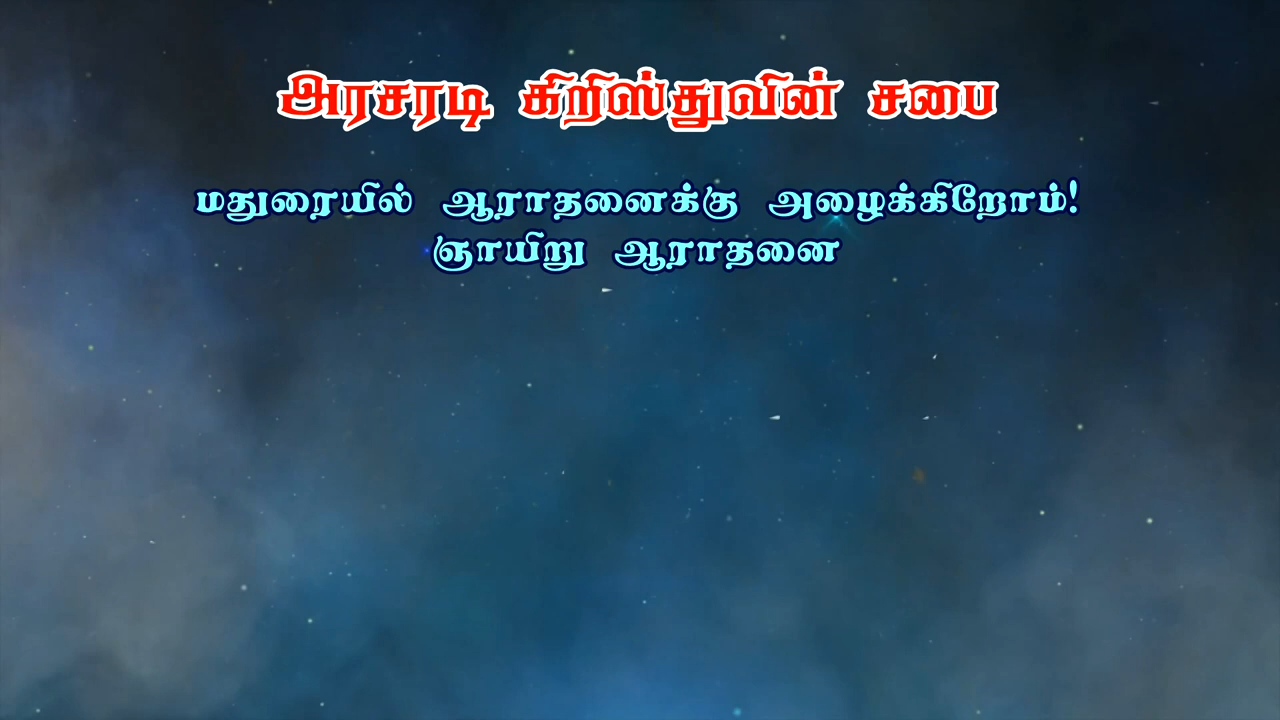 அரசரடி கிறிஸ்துவின் சபை
மதுரையில் ஆராதனைக்கு அழைக்கிறோம்!
ஞாயிறு ஆராதனை